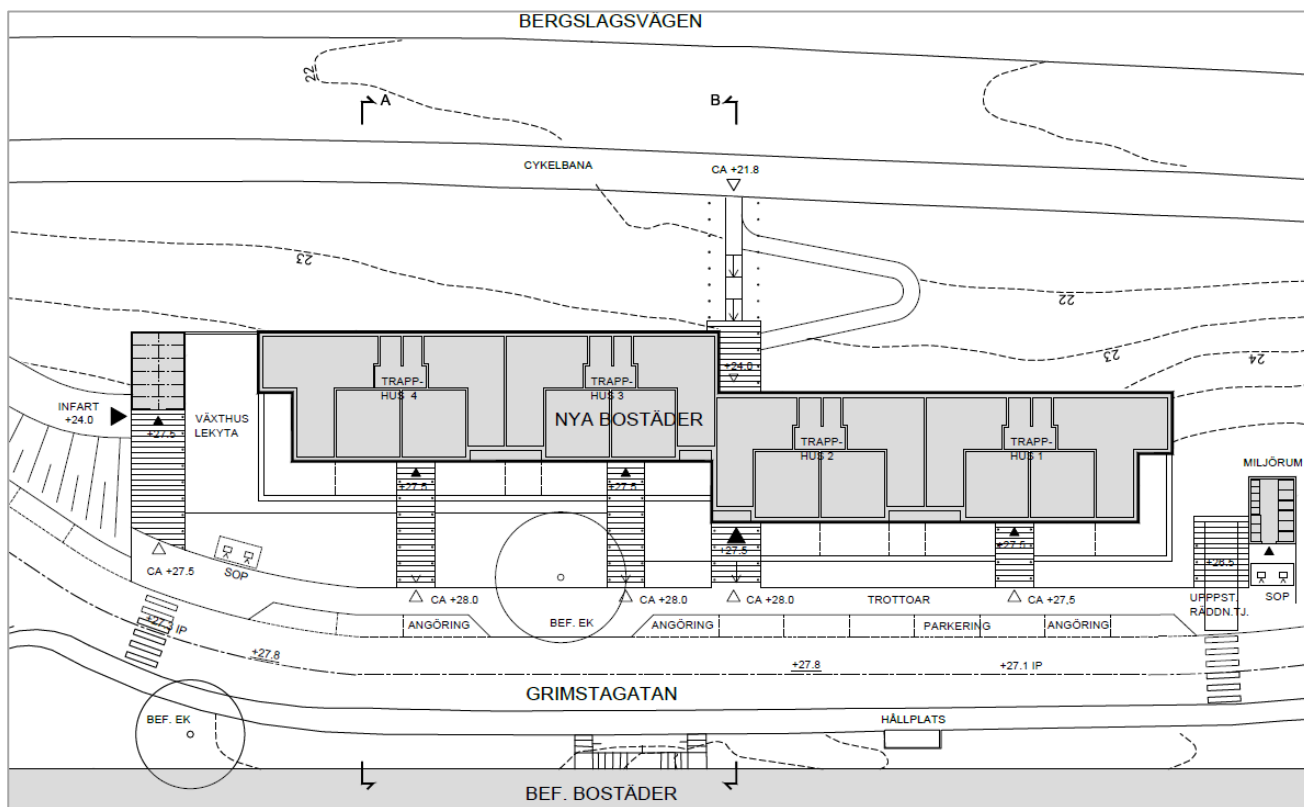 BERGSLAGSVÄGEN
22
A
B
CYKELBANA
CA +21.8
23
22
23
24
+24.0
TRAPP-
HUS 4
TRAPP-
HUS 3
INFART
+24.0
+27.5
VÄXTHUS
LEKYTA
NYA BOSTÄDER
TRAPP-
HUS 2
TRAPP-
HUS 1
MILJÖRUM
+27.5
+27.5
+27.5
+27.5
+26.5
CA +27.5
SOP
CA +28.0
CA +28.0
CA +28.0
TROTTOAR
CA +27,5
UPPPST.
RÄDDN.TJ.
SOP
IP
ANGÖRING
BEF. EK
ANGÖRING
PARKERING
ANGÖRING
+27.8
+27.8
+27.1 IP
GRIMSTAGATAN
BEF. EK
HÅLLPLATS
BEF. BOSTÄDER